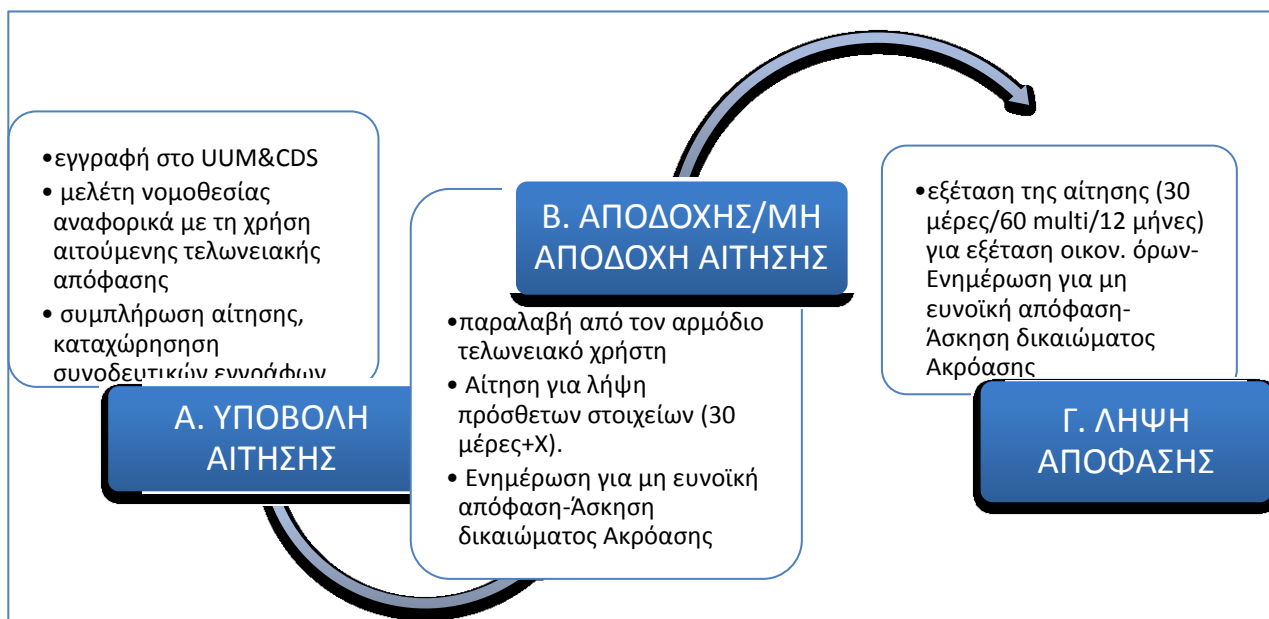 •εγγραφή στο UUM&CDS
• μελέτη νομοθεσίας
αναφορικά με τη χρήση
αιτούμενης τελωνειακής
απόφασης
• συμπλήρωση αίτησης,
καταχώρησηση
συνοδευτικών εγγράφων
Α. ΥΠΟΒΟΛΗ
ΑΙΤΗΣΗΣ
Β. ΑΠΟΔΟΧΗΣ/ΜΗ
ΑΠΟΔΟΧΗ ΑΙΤΗΣΗΣ
•παραλαβή από τον αρμόδιο
τελωνειακό χρήστη
• Αίτηση για λήψη
πρόσθετων στοιχείων (30
μέρες+Χ).
• Ενημέρωση για μη ευνοϊκή
απόφαση-Άσκηση
δικαιώματος Ακρόασης
•εξέταση της αίτησης (30
μέρες/60 multi/12 μήνες)
για εξέταση οικον. όρων-
Ενημέρωση για μη
ευνοϊκή απόφαση-
Άσκηση δικαιώματος
Ακρόασης
Γ. ΛΗΨΗ
ΑΠΟΦΑΣΗΣ